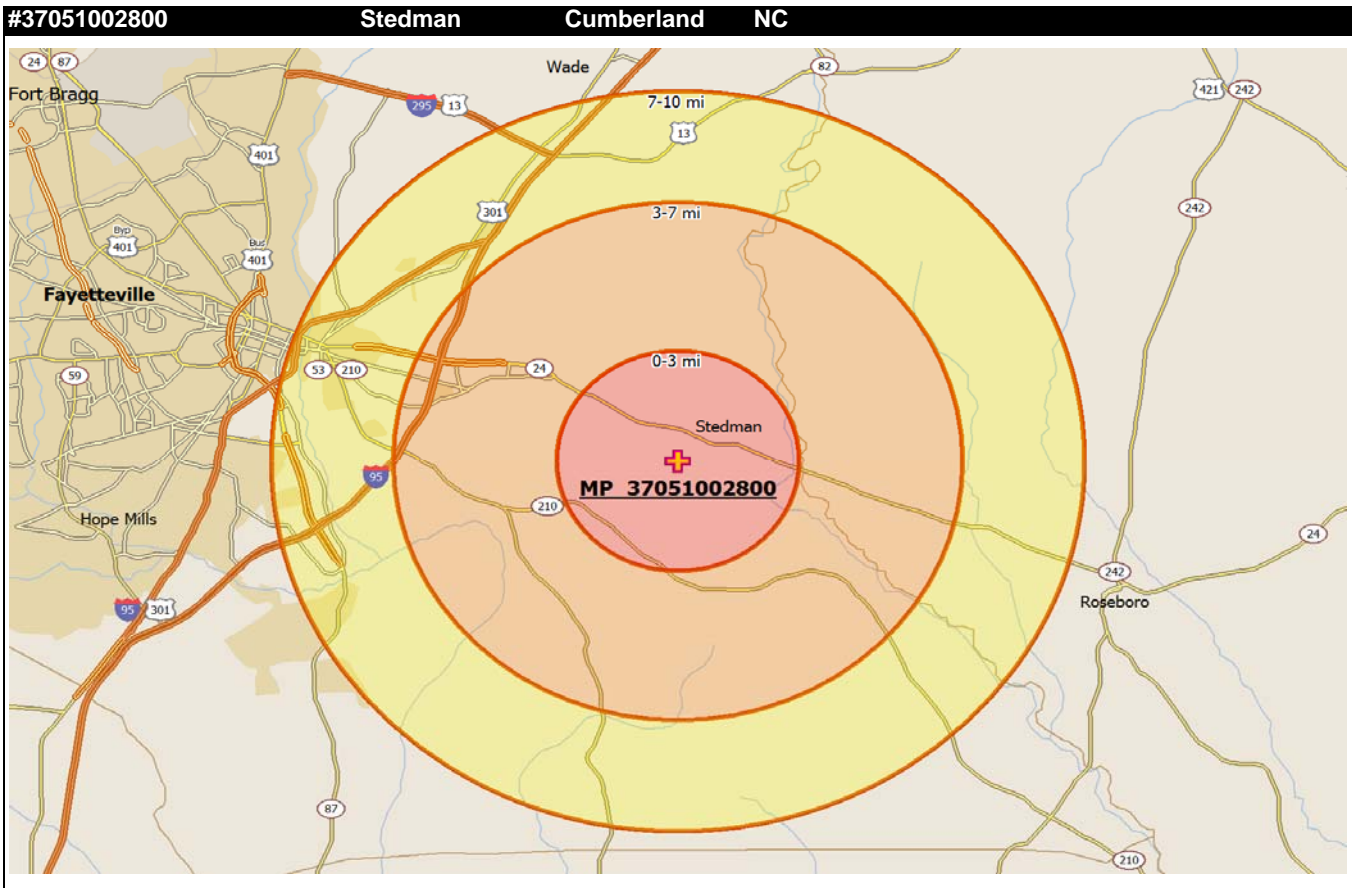 #37051002800 Stedman Cumberland NC
24 87
Wade
82
Fort Bragg
295 13
7-10 mi
421 242
13
401
301
3-7 mi
242
Byp
401
Bus
401
Fayetteville
0-3 mi
53 210
24
59
Stedman
95
MP 37051002800
210
Hope Mills
24
242
95 301
Roseboro
87
210